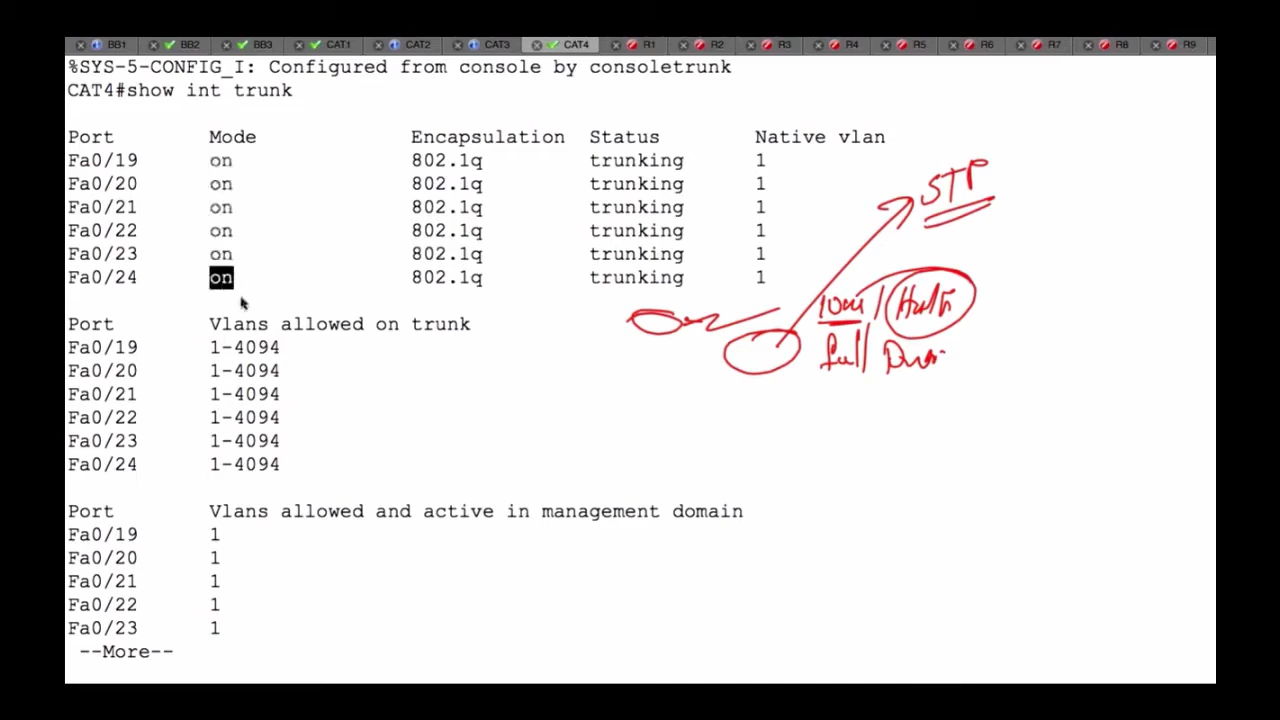 BB1 BB2 BB3 CAT1 CAT2 CAT3 CAT4 R1 R2 R3 R4 R5 R6 R7 R8 R9
%SYS-5-CONFIG_I: Configured from console by consoletrunk
CAT4#show int trunk
Port Mode Encapsulation Status Native vlan
Fa0/19 on 802.1q trunking 1
Fa0/20 on 802.1q trunking 1
Fa0/21 on 802.1q trunking 1
Fa0/22 on 802.1q trunking 1
Fa0/23 on 802.1q trunking 1
Fa0/24 on 802.1q trunking 1
STP
full
Port Vlans allowed on trunk
Fa0/19 1-4094
Fa0/20 1-4094
Fa0/21 1-4094
Fa0/22 1-4094
Fa0/23 1-4094
Fa0/24 1-4094
Port Vlans allowed and active in management domain
Fa0/19 1
Fa0/20 1
Fa0/21 1
Fa0/22 1
Fa0/23 1
--More--